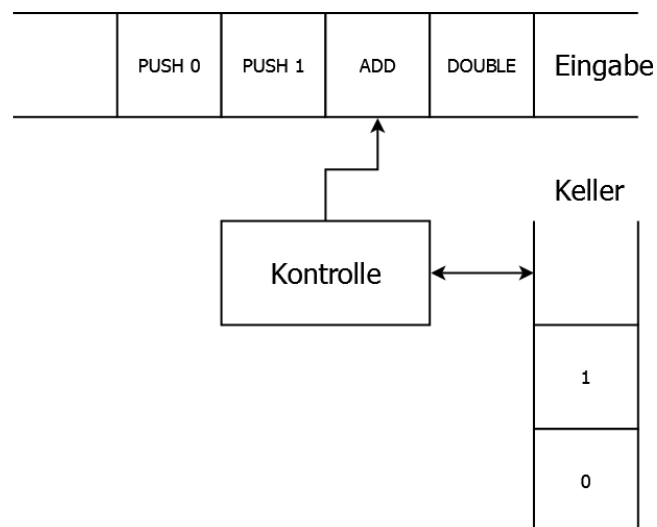 PUSH 0
PUSH 1
ADD
DOUBLE
Eingabe
Keller
Kontrolle
1
0